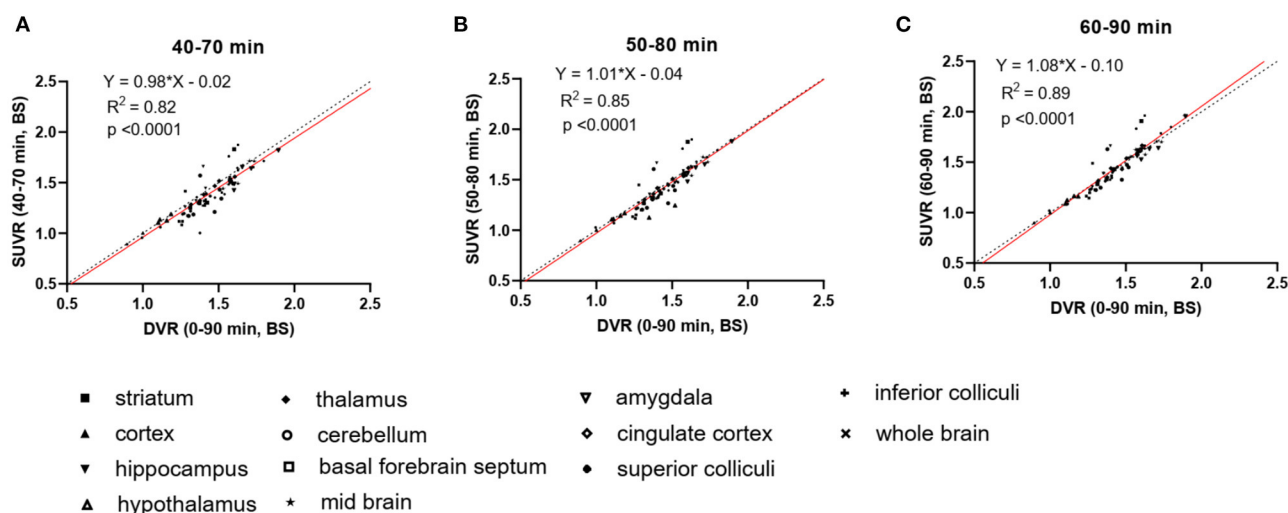 A
40-70 min
Y = 0.98*X - 0.02
R2 = 0.82
p <0.0001
SUVR (40-70 min, BS)
2.5
2.0
1.5
1.0
0.5
0.5 1.0 1.5 2.0 2.5
DVR (0-90 min, BS)
B
50-80 min
Y = 1.01*X - 0.04
R2 = 0.85
p <0.0001
SUVR (50-80 min, BS)
2.5
2.0
1.5
1.0
0.5
0.5 1.0 1.5 2.0 2.5
DVR (0-90 min, BS)
C
60-90 min
Y = 1.08*X - 0.10
R2 = 0.89
p <0.0001
SUVR (60-90 min, BS)
2.5
2.0
1.5
1.0
0.5
0.5 1.0 1.5 2.0 2.5
DVR (0-90 min, BS)
striatum
cortex
hippocampus
hypothalamus
thalamus
cerebellum
basal forebrain septum
mid brain
amygdala
cingulate cortex
superior colliculi
inferior colliculi
whole brain